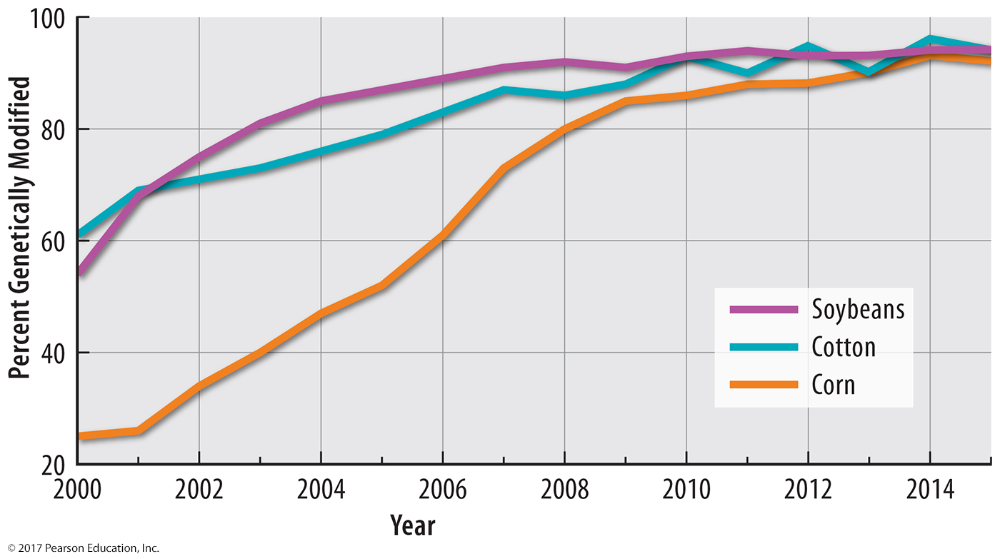 Percent Genetically Modified
100
80
60
40
20
2000 2002 2004 2006 2008 2010 2012 2014
Year
Soybeans
Cotton
Corn
© 2017 Pearson Education, Inc.